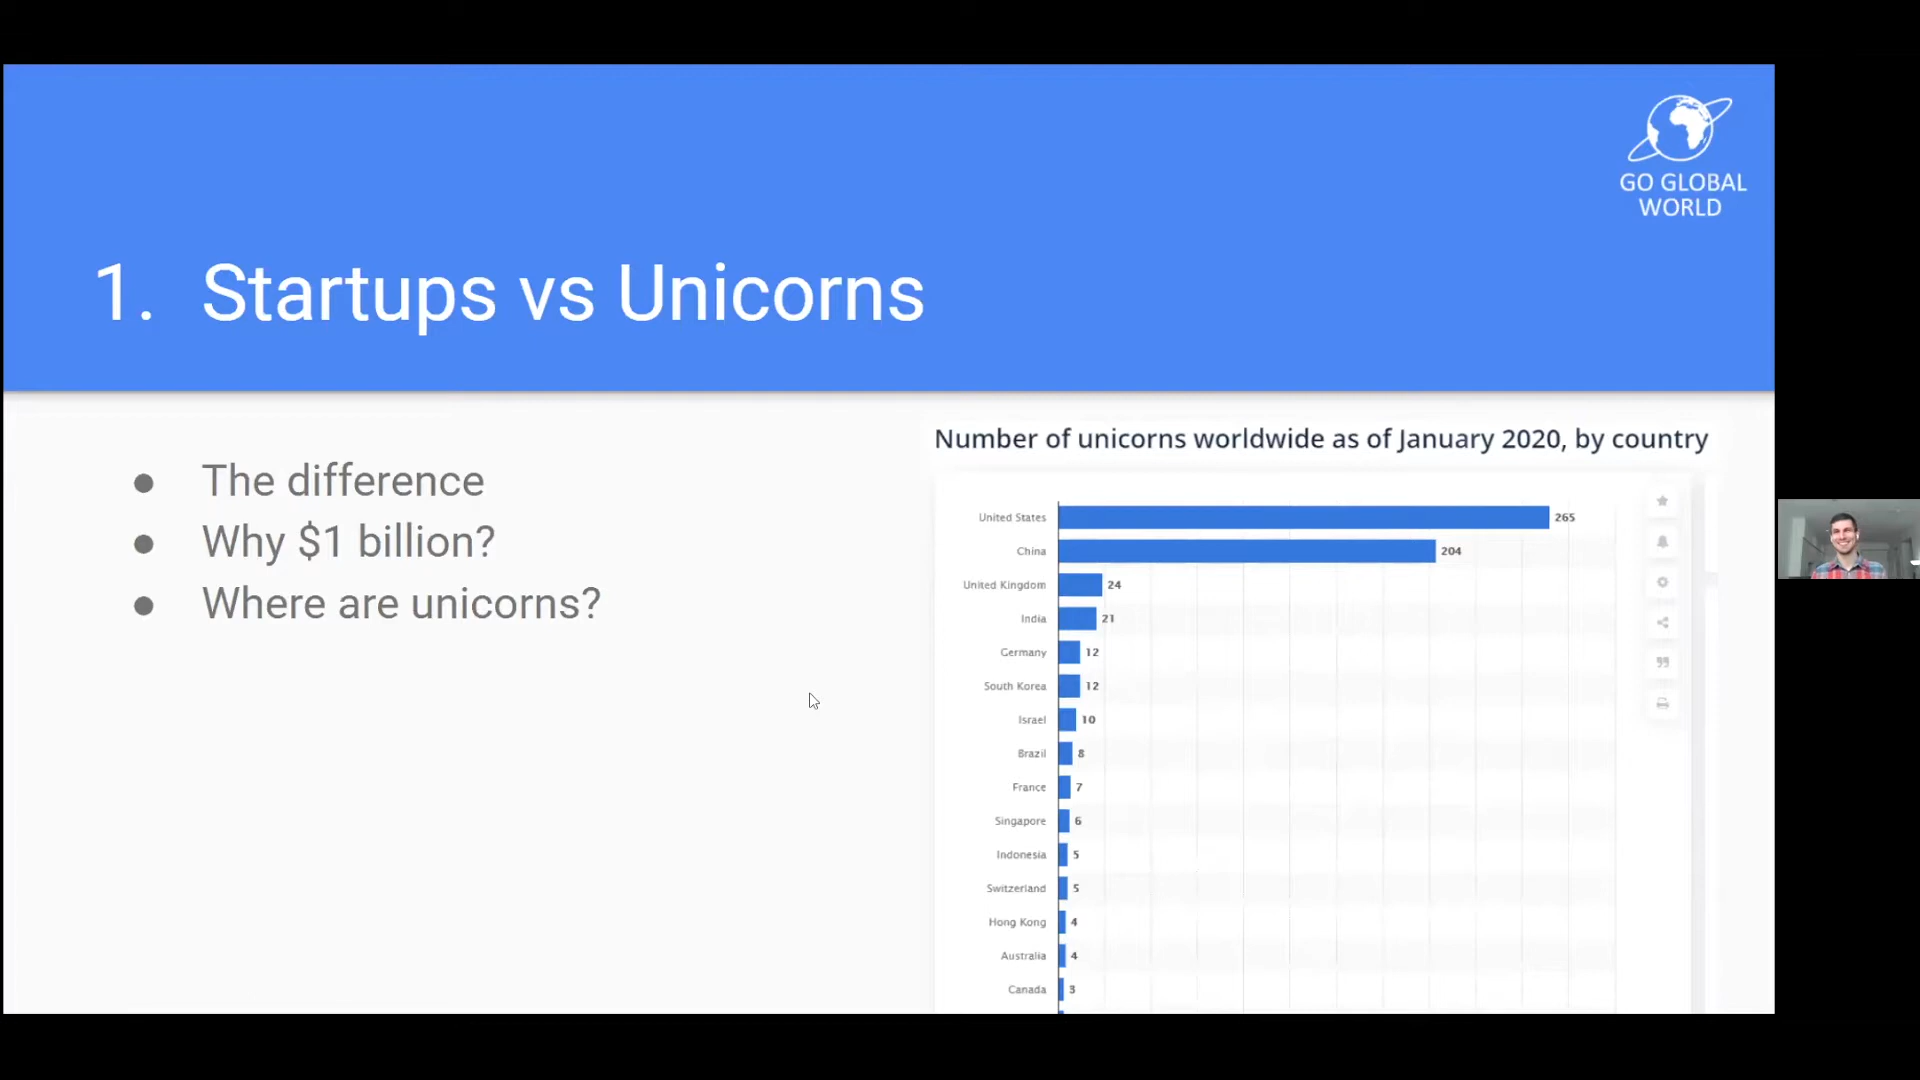 GO GLOBAL
WORLD
1. Startups vs Unicorns
● The difference
● Why $1 billion?
● Where are unicorns?
Number of unicorns worldwide as of January 2020, by country
United States 265
China 204
United Kingdom 24
India 21
Germany 12
South Korea 12
Israel 10
Brazil 8
France 7
Singapore 6
Indonesia 5
Switzerland 5
Hong Kong 4
Australia 4
Canada 3